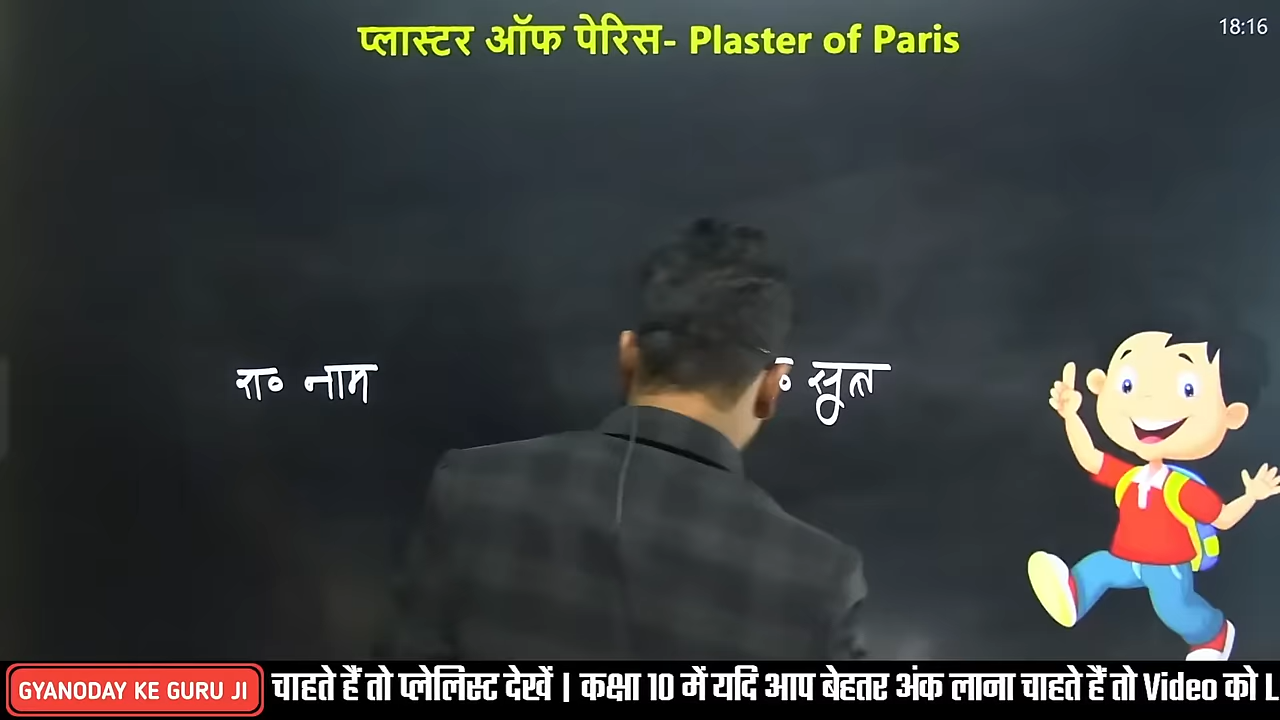 प्लास्टर ऑफ पेरिस- Plaster of Paris
18:16
रा० नाम
० सूत्र
GYANODAY KE GURU JI
चाहते हैं तो प्लेलिस्ट देखें | कक्षा 10 में यदि आप बेहतर अंक लाना चाहते हैं तो Video को L